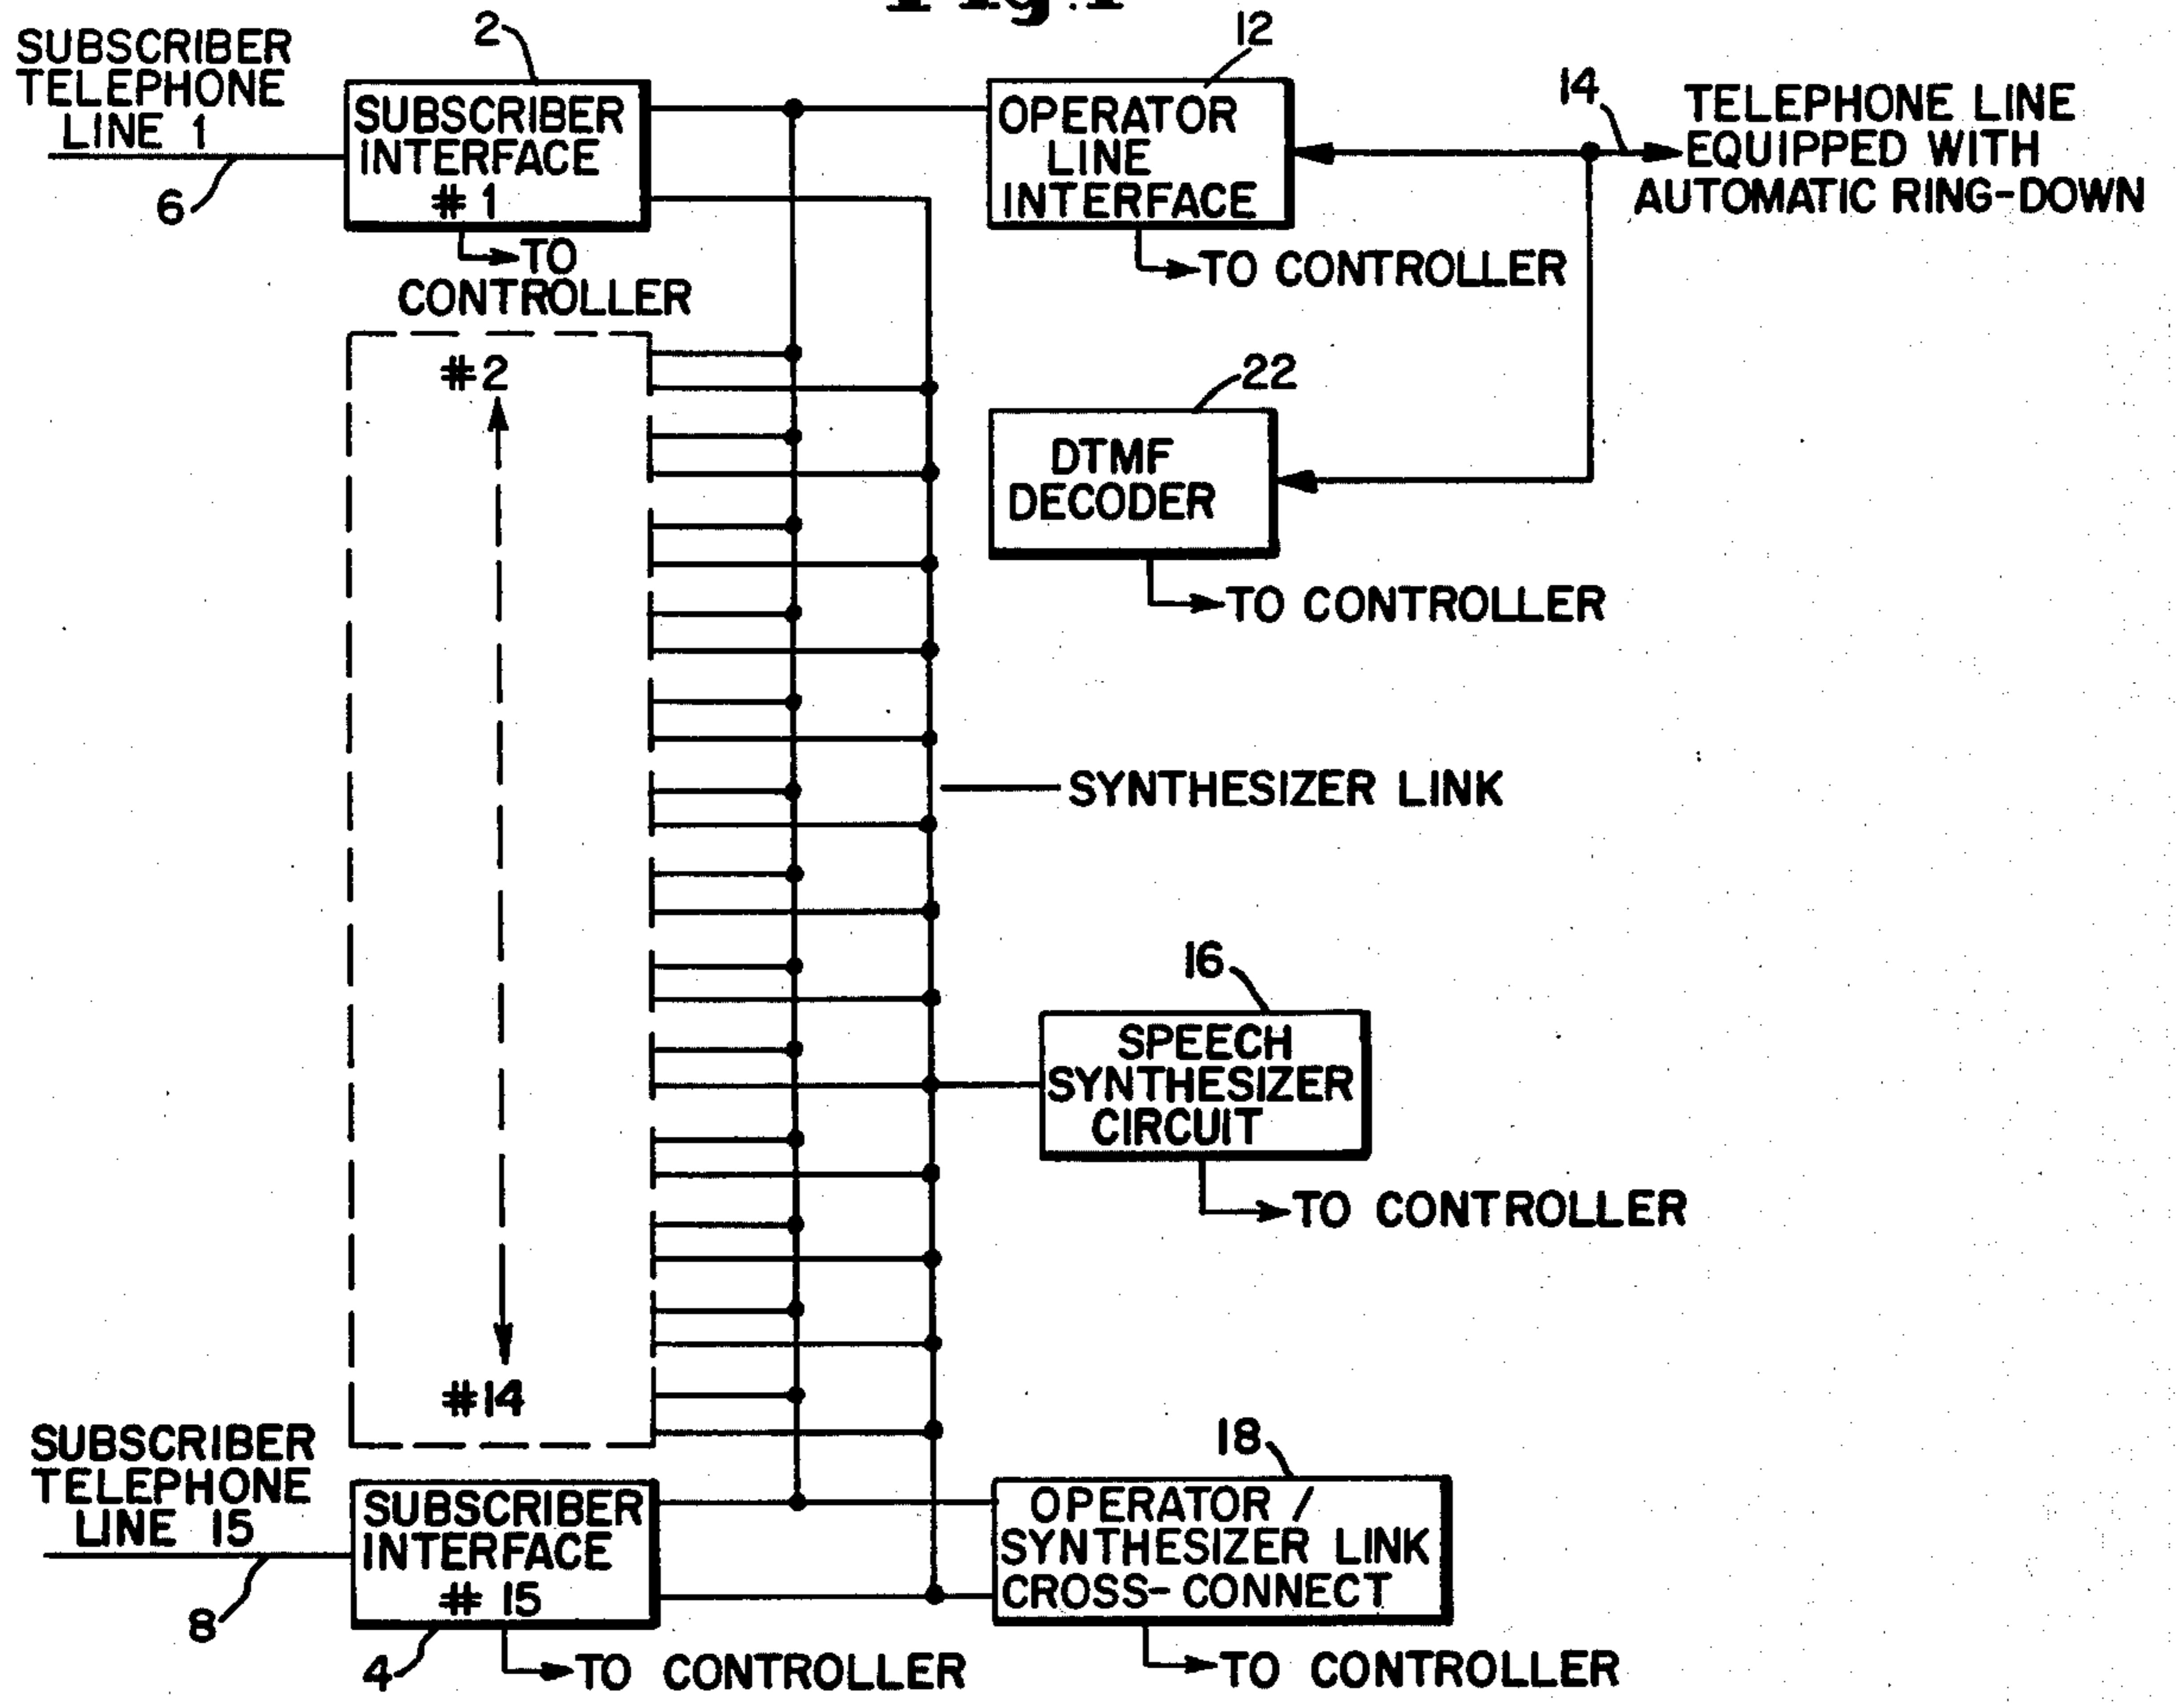 Fig.1
2
12
SUBSCRIBER
TELEPHONE
LINE 1
6
SUBSCRIBER
INTERFACE
#1
TO
CONTROLLER
OPERATOR
LINE
INTERFACE
TO CONTROLLER
14
TELEPHONE LINE
EQUIPPED WITH
AUTOMATIC RING-DOWN
#2
22
DTMF
DECODER
TO CONTROLLER
SYNTHESIZER LINK
16
SPEECH
SYNTHESIZER
CIRCUIT
TO CONTROLLER
#14
SUBSCRIBER
TELEPHONE
LINE 15
8
SUBSCRIBER
INTERFACE
# 15
4
TO CONTROLLER
18
OPERATOR /
SYNTHESIZER LINK
CROSS-CONNECT
TO CONTROLLER